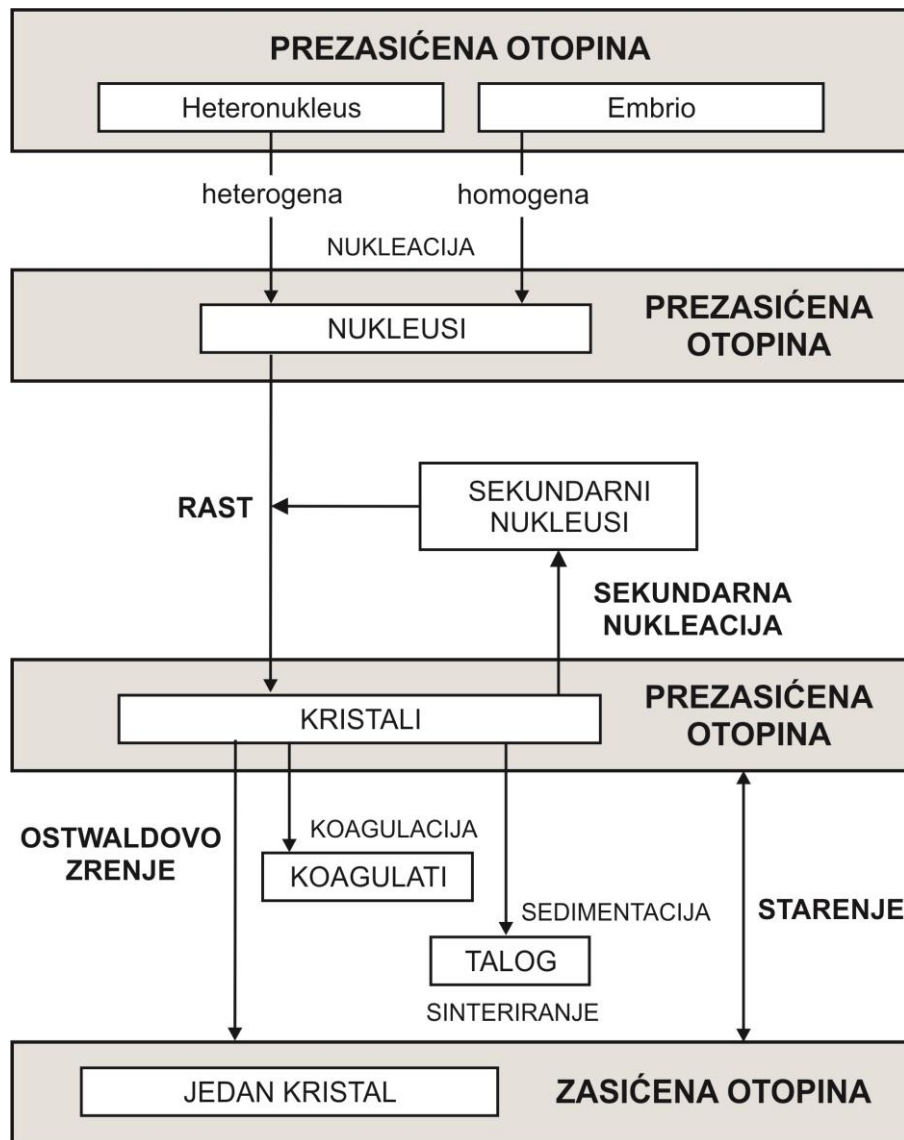 PREZASIĆENA OTOPINA
Heteronukleus
Embrio
heterogena
homogena
NUKLEACIJA
NUKLEUSI
PREZASIĆENA
OTOPINA
RAST
SEKUNDARNI
NUKLEUSI
SEKUNDARNA
NUKLEACIJA
KRISTALI
PREZASIĆENA
OTOPINA
OSTWALDOVO
ZRENJE
KOAGULACIJA
KOAGULATI
SEDIMENTACIJA
TALOG
SINTERIRANJE
STARENJE
JEDAN KRISTAL
ZASIĆENA OTOPINA